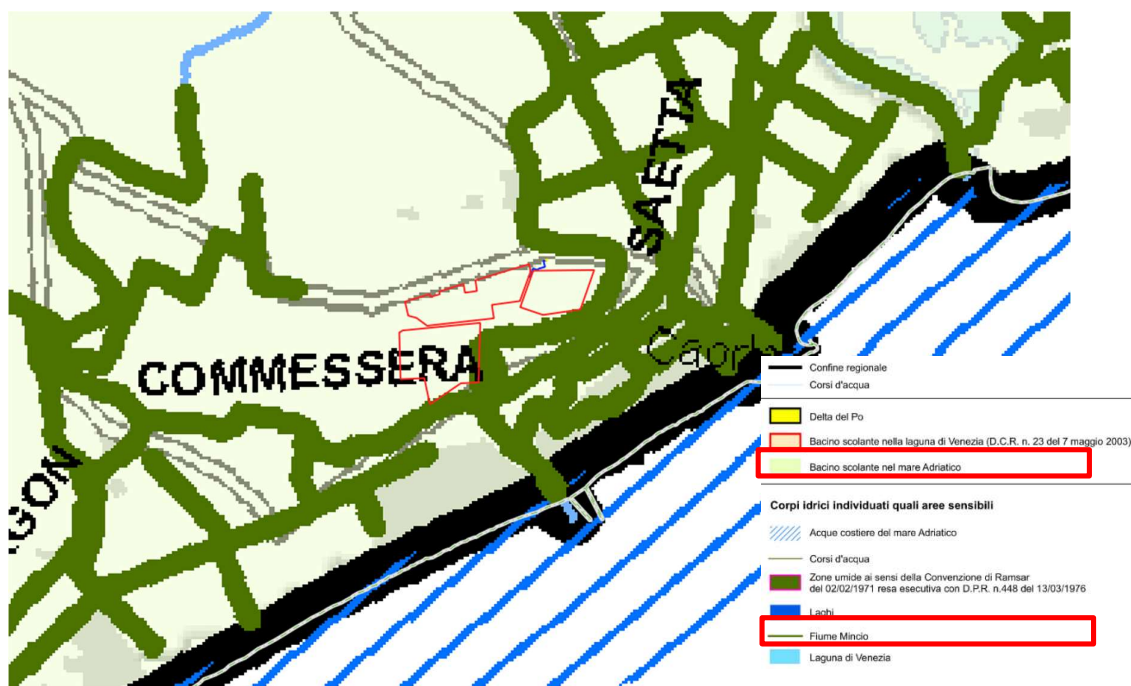 SAETTA
COMMESSERA
GON
Confine regionale
Corsi d'acqua
Delta del Po
Bacino scolante nella laguna di Venezia (D.C.R. n. 23 del 7 maggio 2003)
Bacino scolante nel mare Adriatico
Corpi idrici individuati quali aree sensibili
Acque costiere del mare Adriatico
Corsi d'acqua
Zone umide ai sensi della Convenzione di Ramsar
del 02/02/1971 resa esecutiva con D.P.R. n.448 del 13/03/1976
Laghi
Fiume Mincio
Laguna di Venezia